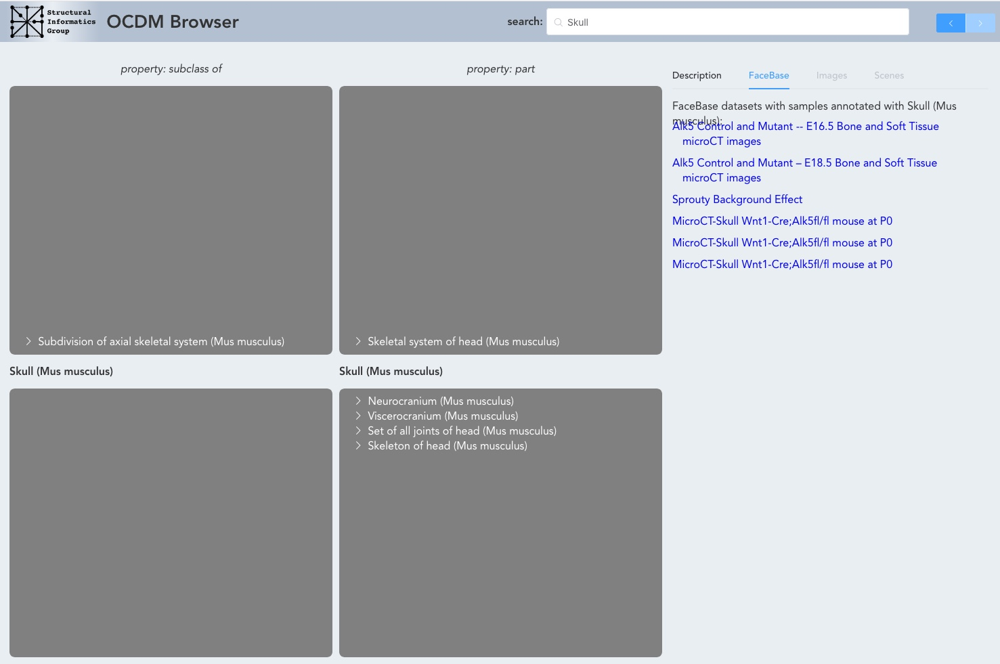 Structural
Informatics
Group
OCDM Browser
search:
Skull
property: subclass of
Subdivision of axial skeletal system (Mus musculus)
Skull (Mus musculus)
property: part
Skeletal system of head (Mus musculus)
Skull (Mus musculus)
Neurocranium (Mus musculus)
Viscerocranium (Mus musculus)
Set of all joints of head (Mus musculus)
Skeleton of head (Mus musculus)
Description FaceBase Images Scenes
FaceBase datasets with samples annotated with Skull (Mus
musculus):
Alk5 Control and Mutant -- E16.5 Bone and Soft Tissue
microCT images
Alk5 Control and Mutant – E18.5 Bone and Soft Tissue
microCT images
Sprouty Background Effect
MicroCT-Skull Wnt1-Cre;Alk5fl/fl mouse at P0
MicroCT-Skull Wnt1-Cre;Alk5fl/fl mouse at P0
MicroCT-Skull Wnt1-Cre;Alk5fl/fl mouse at P0